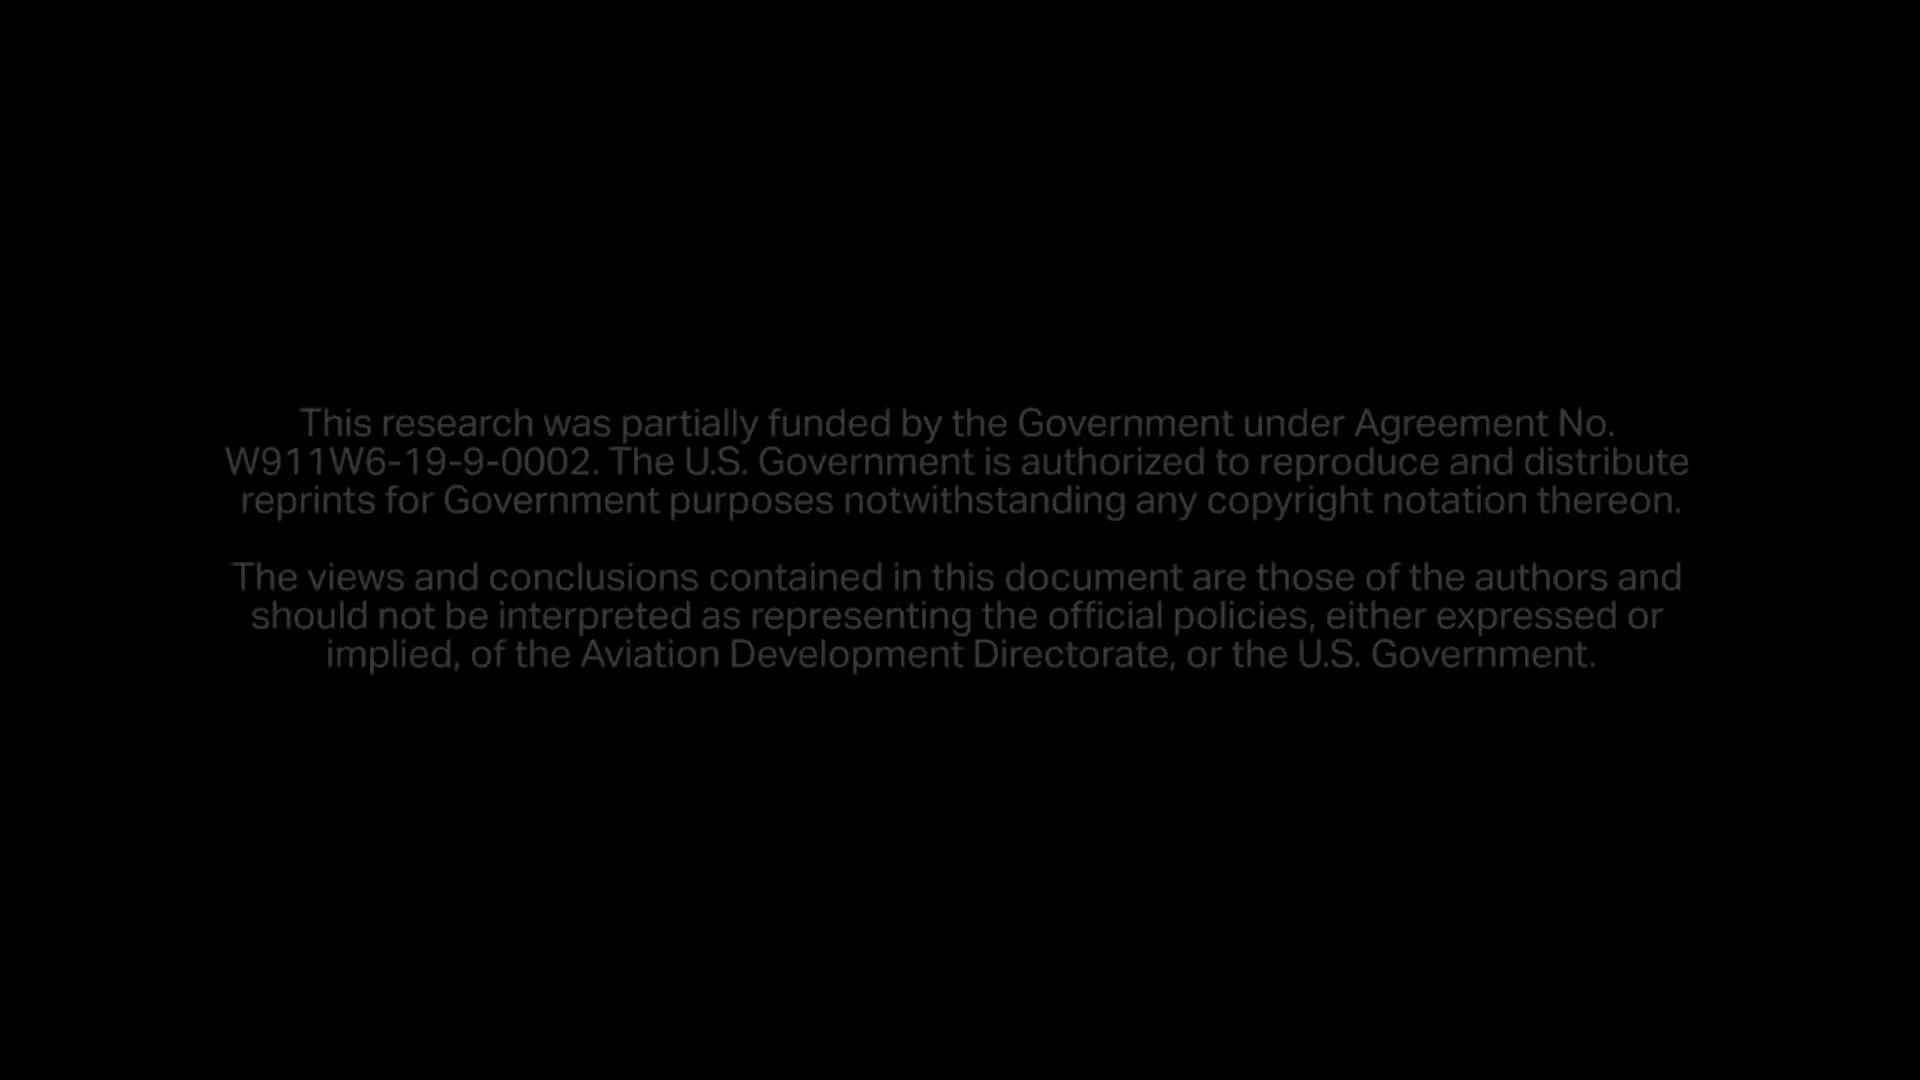 This research was partially funded by the Government under Agreement No.
W911W6-19-9-0002. The U.S. Government is authorized to reproduce and distribute
reprints for Government purposes notwithstanding any copyright notation thereon.
The views and conclusions contained in this document are those of the authors and
should not be interpreted as representing the official policies, either expressed or
implied, of the Aviation Development Directorate, or the U.S. Government.